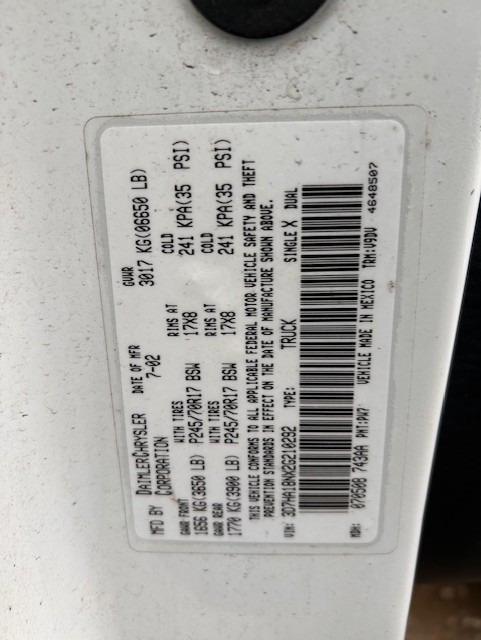 MFD BY DAIMLERCHRYSLER CORPORATION DATE OF MFR 7-02 GVWR 3017 KG(06650 LB)
GAWR FRONT WITH TIRES RIMS AT COLD
1656 KG(3650 LB) P245/70R17 BSW 17X8 241 KPA(35 PSI)
GAWR REAR WITH TIRES RIMS AT COLD
1770 KG(3900 LB) P245/70R17 BSW 17X8 241 KPA(35 PSI)
THIS VEHICLE CONFORMS TO ALL APPLICABLE FEDERAL MOTOR VEHICLE SAFETY AND THEFT
PREVENTION STANDARDS IN EFFECT ON THE DATE OF MANUFACTURE SHOWN ABOVE.
VIN: 3D7HA18NX2G210292 TYPE: TRUCK SINGLE X DUAL
MDH: 070508 743AA PNT:PW7 VEHICLE MADE IN MEXICO TRM:V9DV 4648507